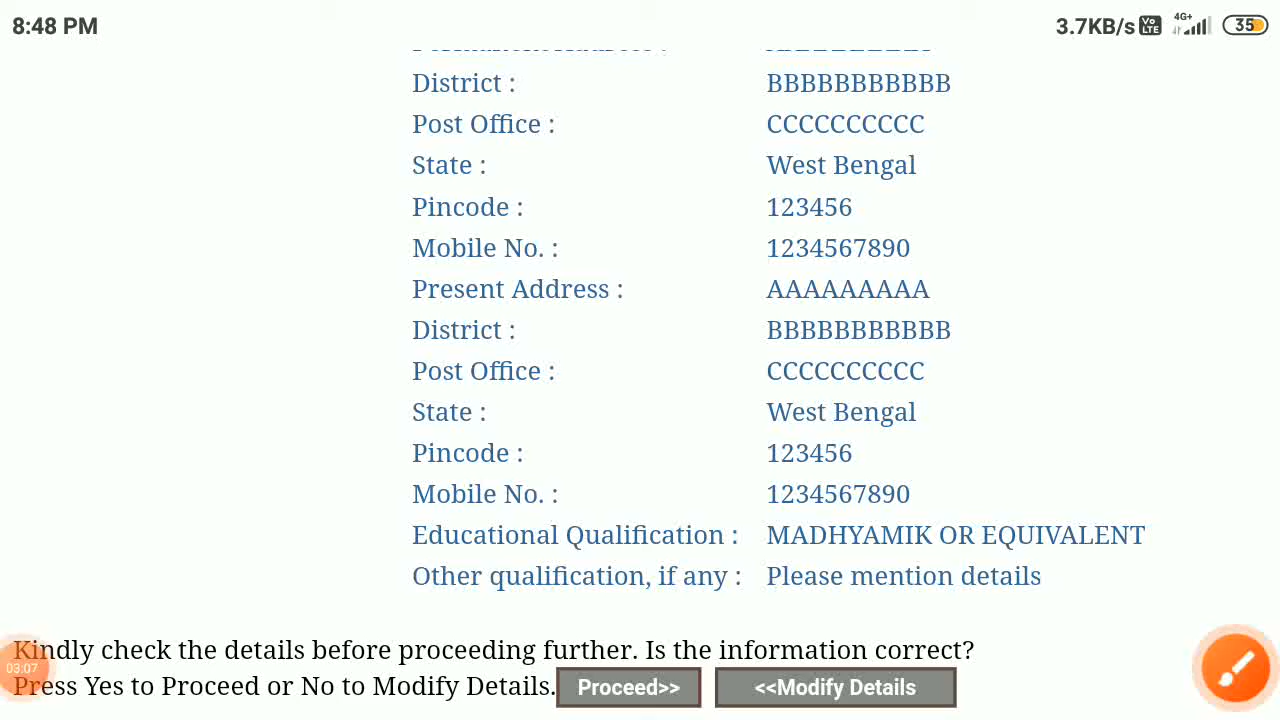 8:48 PM 3.7KB/s Vo LTE 4G+ 35
District : BBBBBBBBBBB
Post Office : CCCCCCCCCC
State : West Bengal
Pincode : 123456
Mobile No. : 1234567890
Present Address : AAAAAAAAA
District : BBBBBBBBBBB
Post Office : CCCCCCCCCC
State : West Bengal
Pincode : 123456
Mobile No. : 1234567890
Educational Qualification : MADHYAMIK OR EQUIVALENT
Other qualification, if any : Please mention details
Kindly check the details before proceeding further. Is the information correct?
03:07
Press Yes to Proceed or No to Modify Details. Proceed>> <<Modify Details